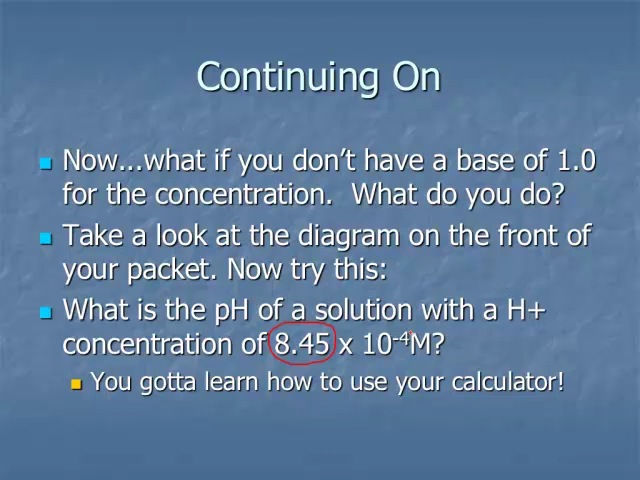 Continuing On
Now...what if you don't have a base of 1.0
for the concentration. What do you do?
Take a look at the diagram on the front of
your packet. Now try this:
What is the pH of a solution with a H+
concentration of 8.45 x 10⁻⁴M?
You gotta learn how to use your calculator!